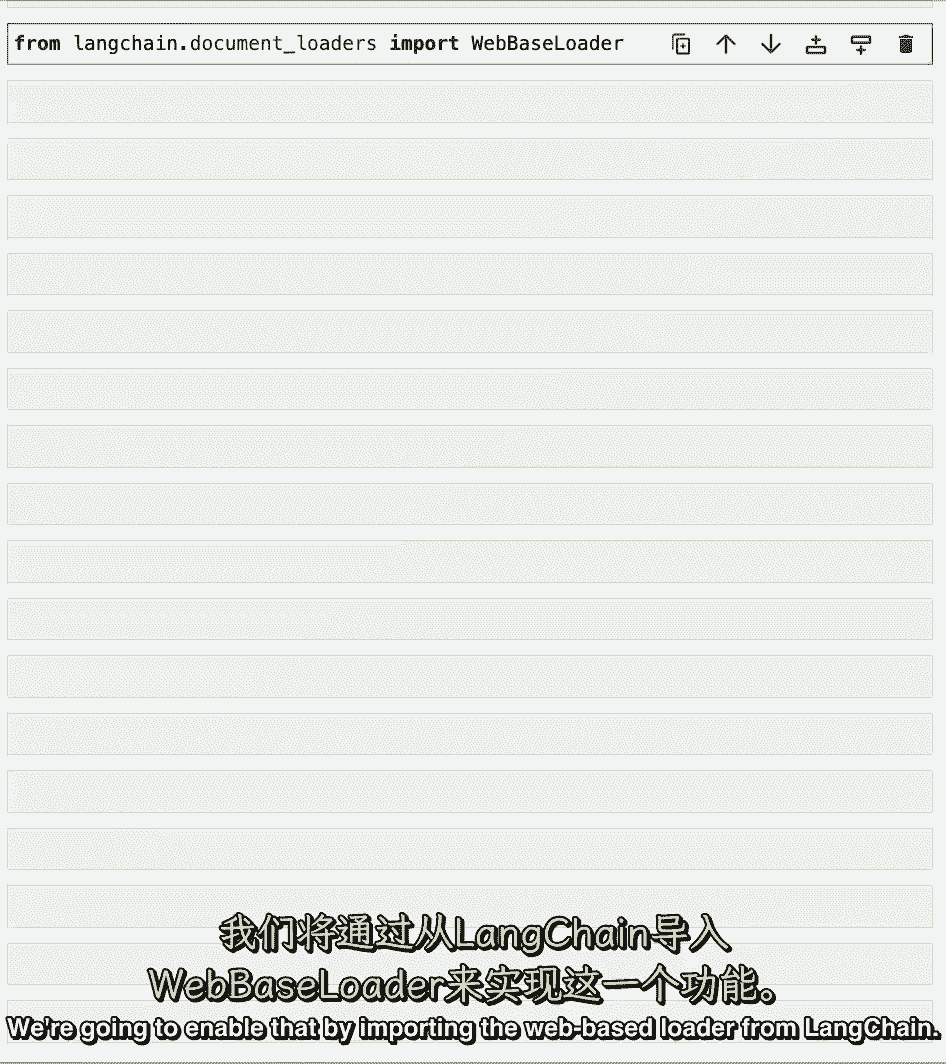 from langchain.document_loaders import WebBaseLoader
我们将通过从LangChain导入
WebBaseLoader来实现这一个功能。
We're going to enable that by importing the web-based loader from LangChain.